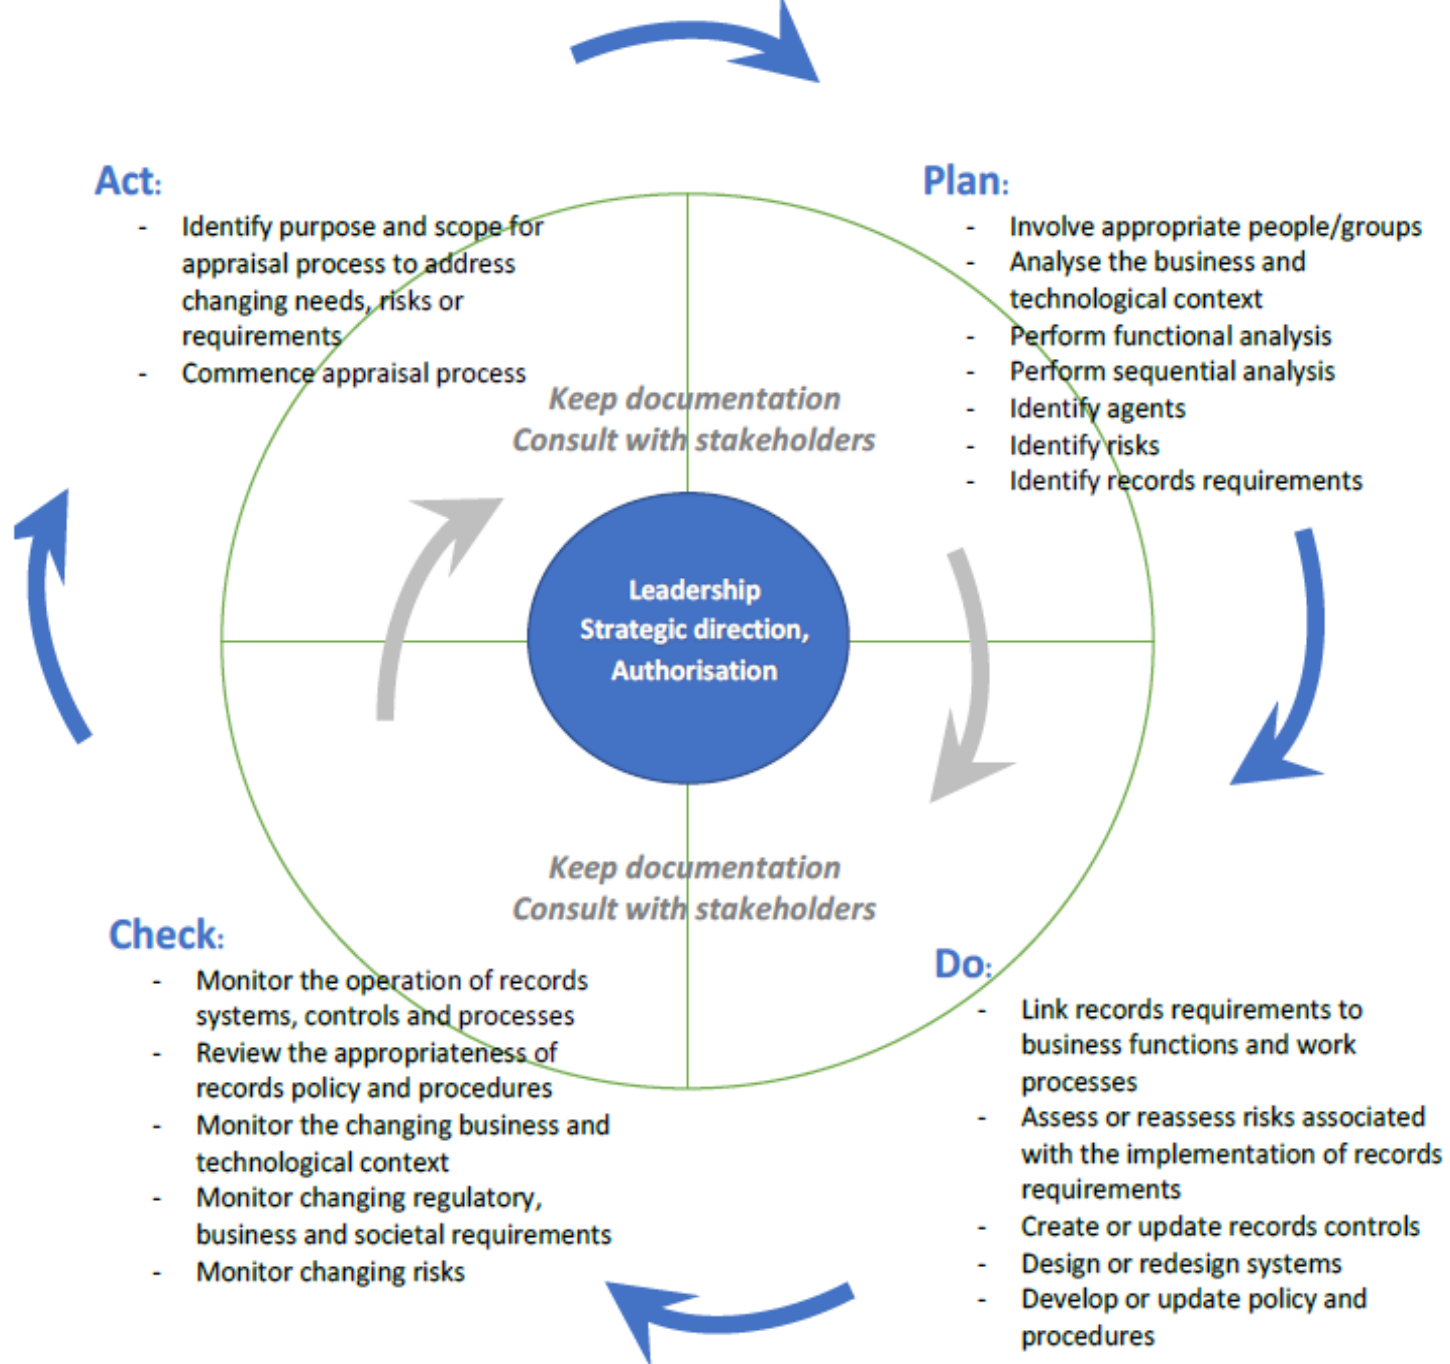 Act:
- Identify purpose and scope for
appraisal process to address
changing needs, risks or
requirements
- Commence appraisal process
Plan:
- Involve appropriate people/groups
- Analyse the business and
technological context
- Perform functional analysis
- Perform sequential analysis
- Identify agents
- Identify risks
- Identify records requirements
Keep documentation
Consult with stakeholders
Leadership
Strategic direction,
Authorisation
Keep documentation
Consult with stakeholders
Check:
- Monitor the operation of records
systems, controls and processes
- Review the appropriateness of
records policy and procedures
- Monitor the changing business and
technological context
- Monitor changing regulatory,
business and societal requirements
- Monitor changing risks
Do:
- Link records requirements to
business functions and work
processes
- Assess or reassess risks associated
with the implementation of records
requirements
- Create or update records controls
- Design or redesign systems
- Develop or update policy and
procedures